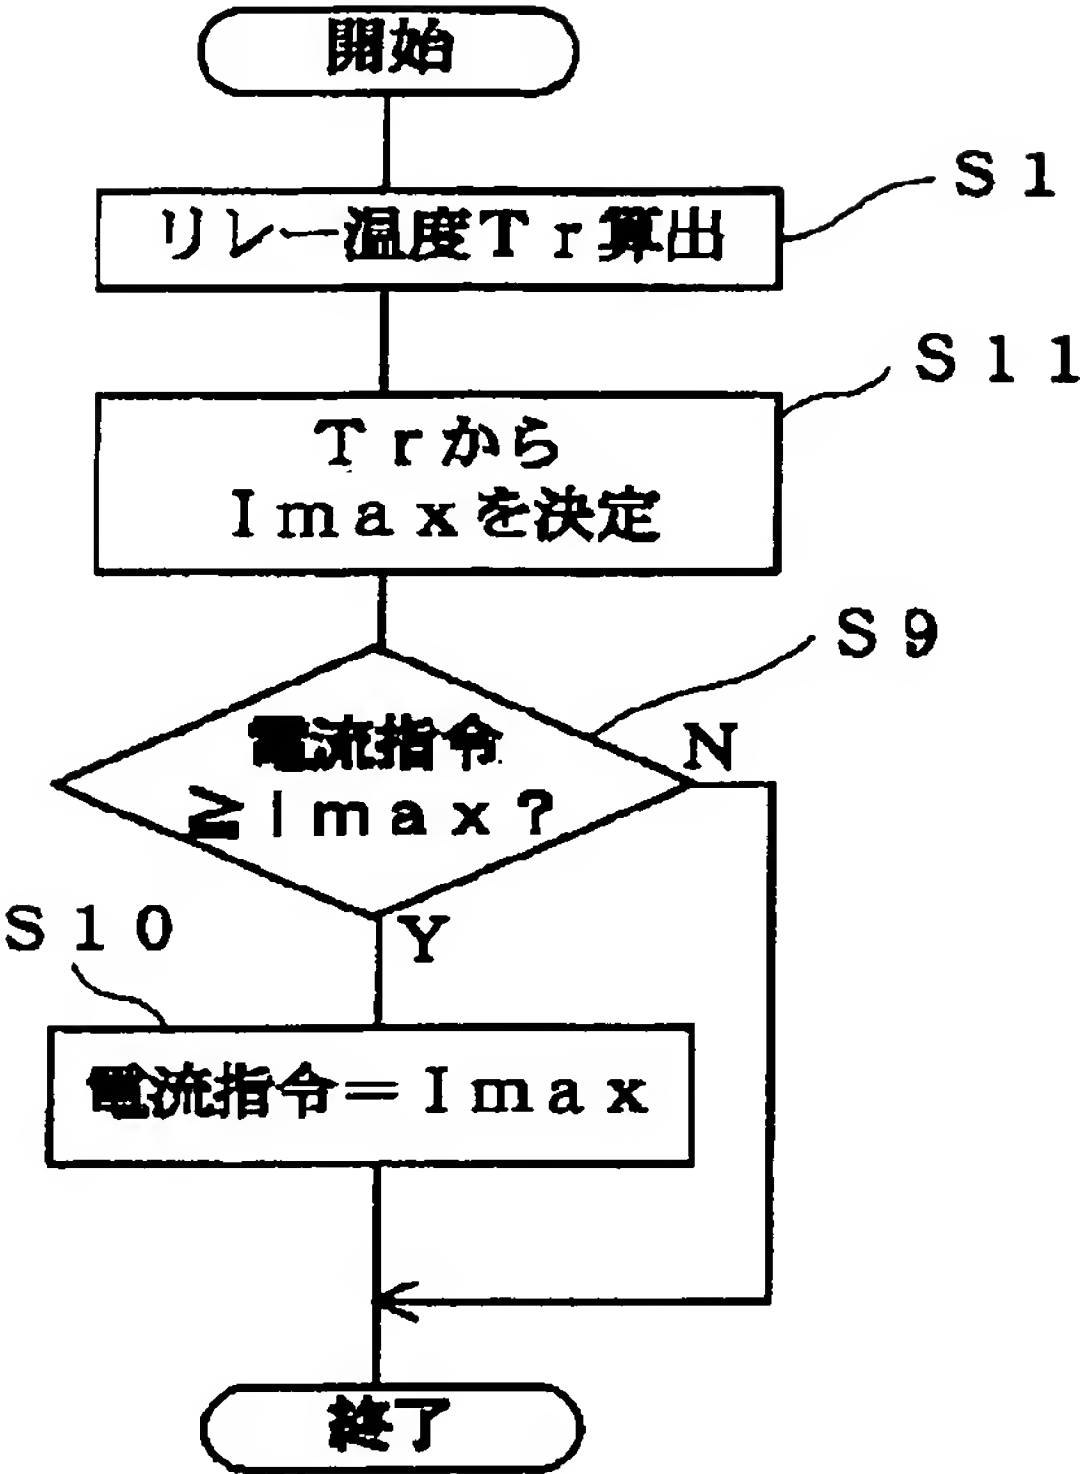 開始
リレー温度Tr算出
S1
Trから
Imaxを決定
S11
電流指令
≧Imax?
S9
N
Y
S10
電流指令=Imax
終了